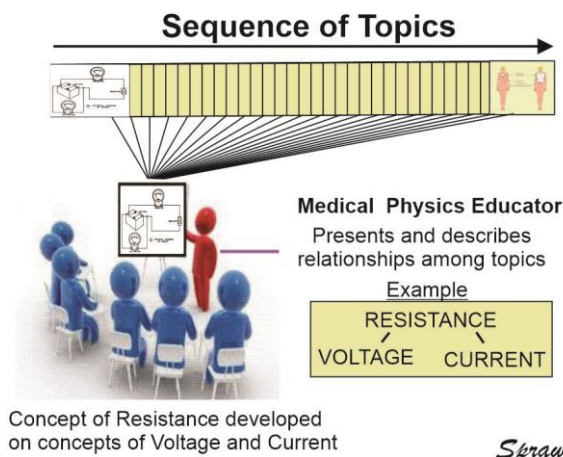 Sequence of Topics
Medical Physics Educator
Presents and describes
relationships among topics
Example
RESISTANCE
VOLTAGE CURRENT
Concept of Resistance developed
on concepts of Voltage and Current
Spraw